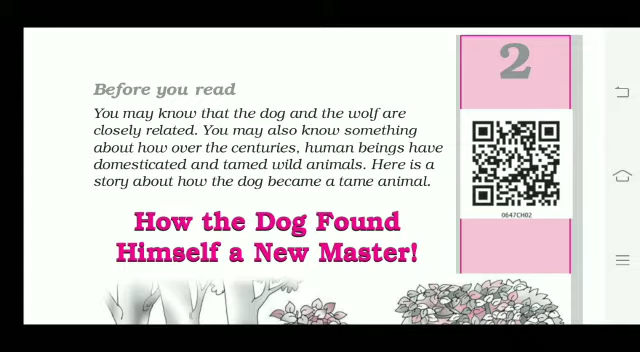 2
Before you read
You may know that the dog and the wolf are
closely related. You may also know something
about how over the centuries, human beings have
domesticated and tamed wild animals. Here is a
story about how the dog became a tame animal.
0647CH02
How the Dog Found
Himself a New Master!